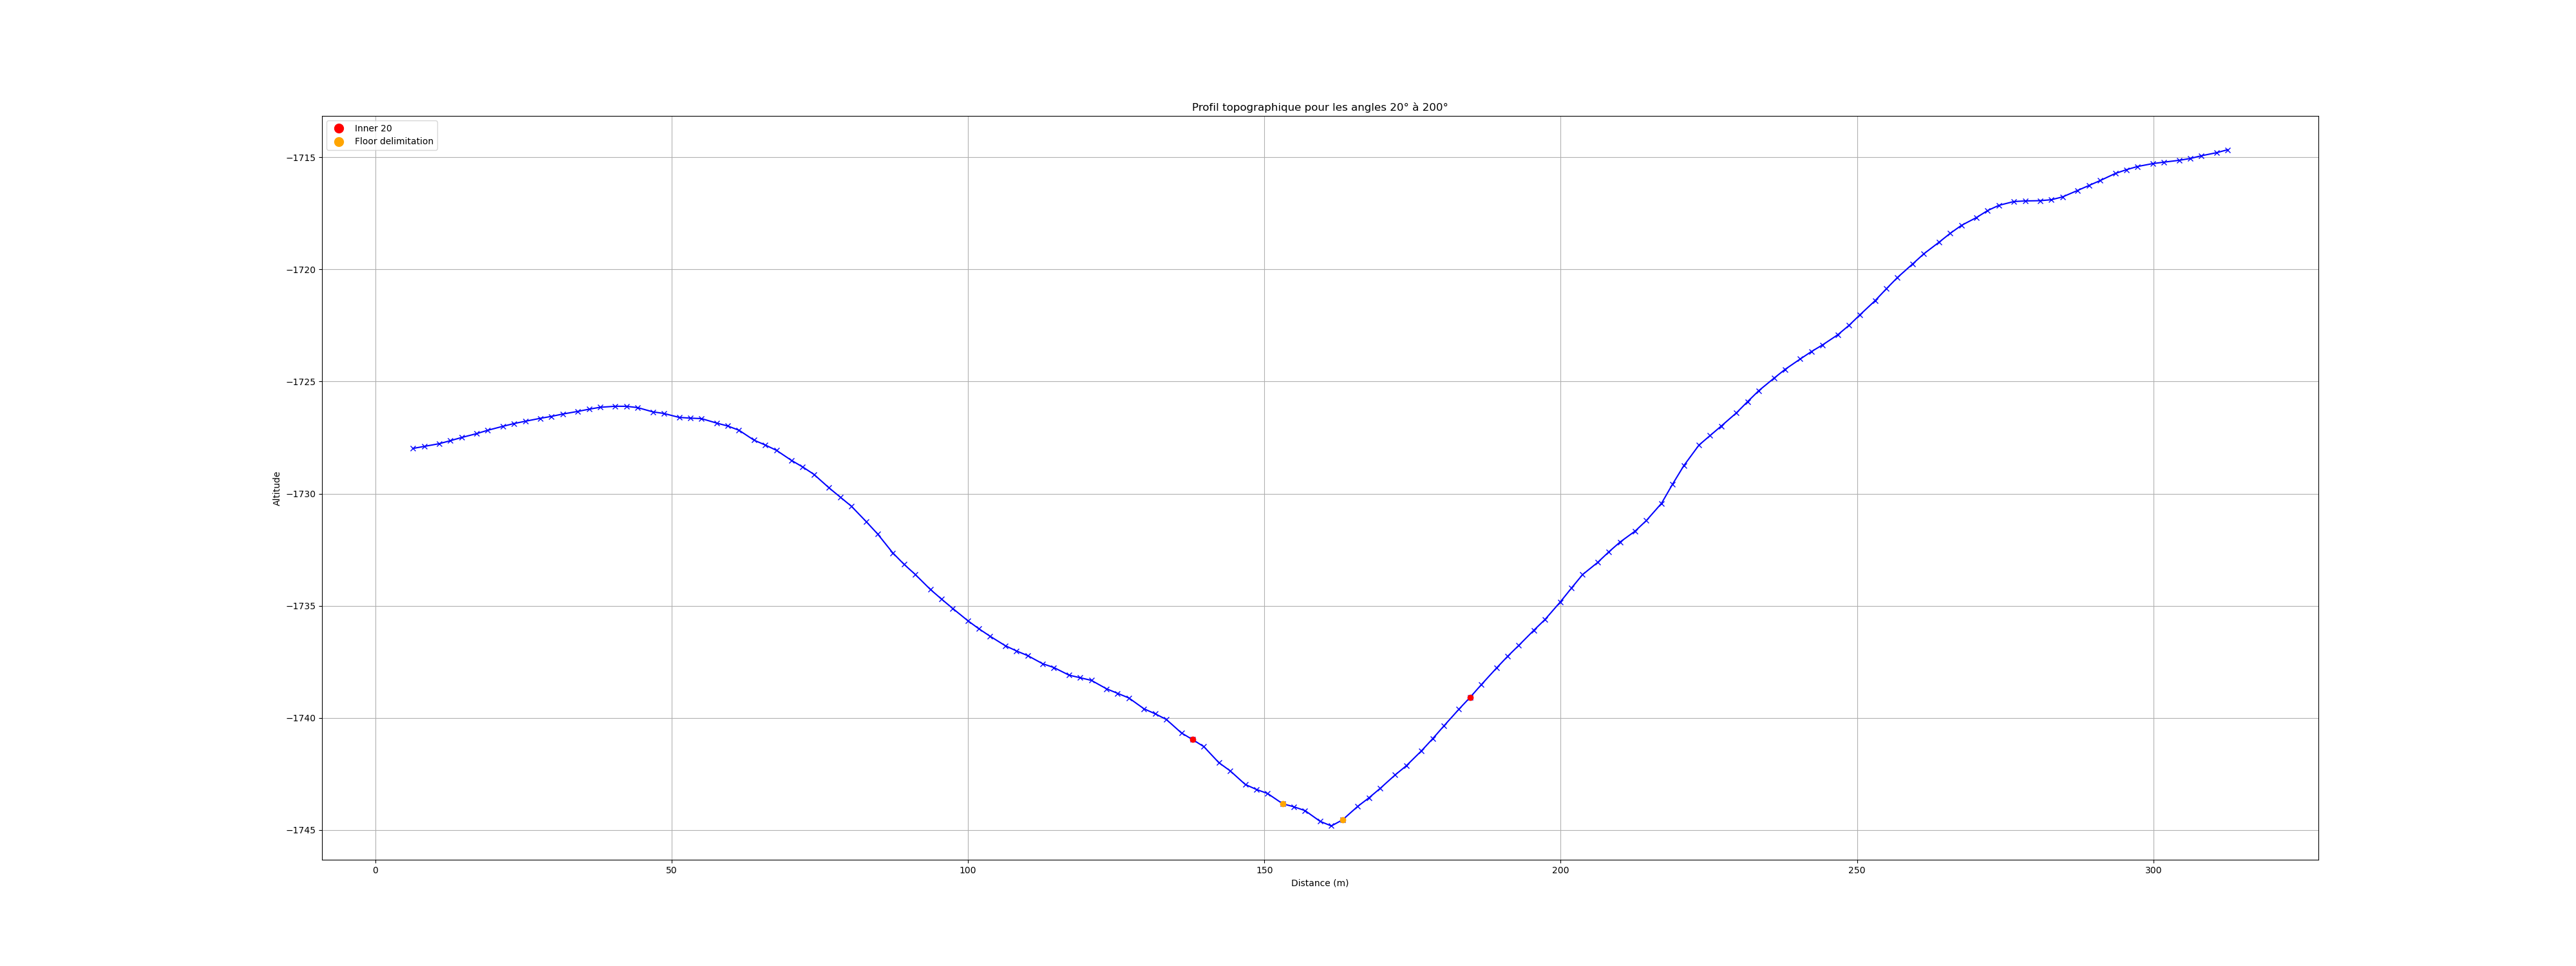 Profil topographique pour les angles 20° à 200°
Inner 20
Floor delimitation
−1715
−1720
−1725
−1730
−1735
−1740
−1745
Altitude
0 50 100 150 200 250 300
Distance (m)